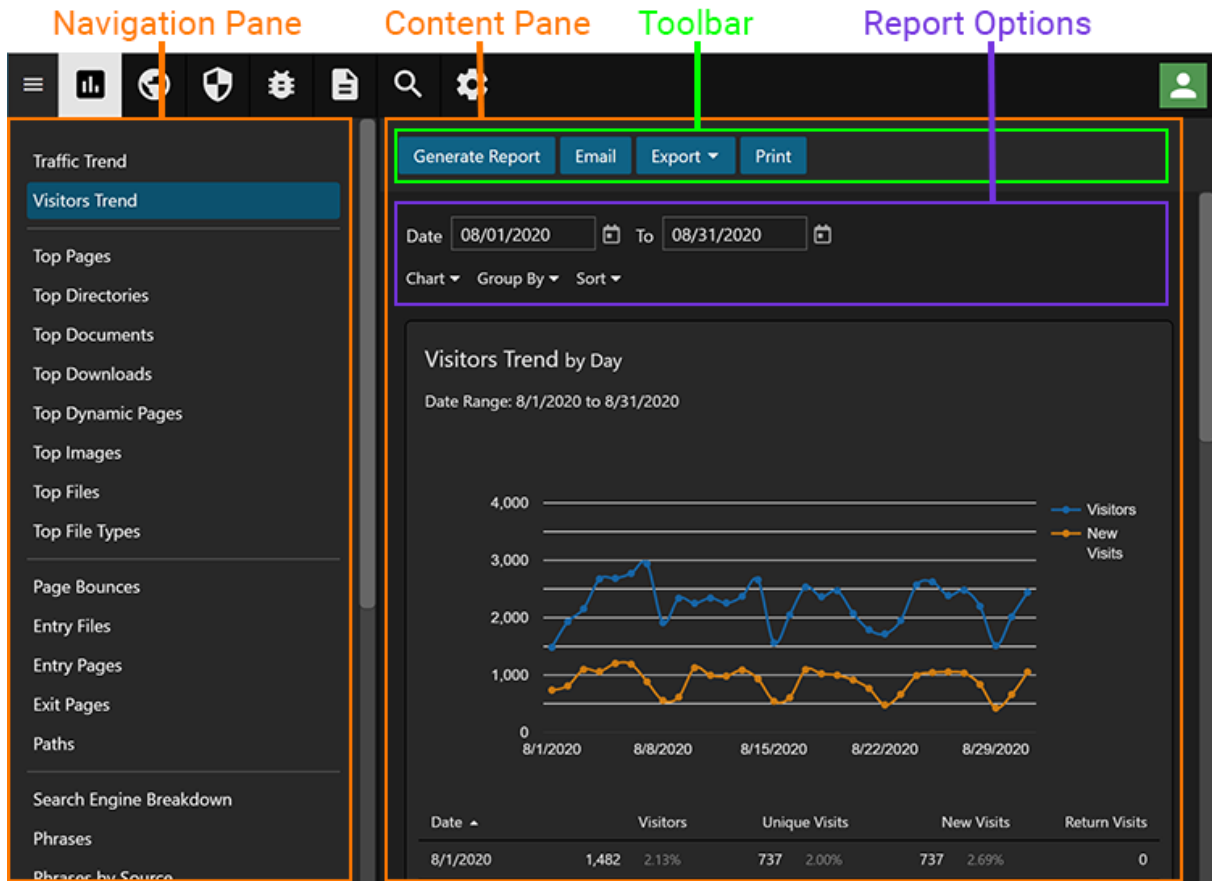 Navigation Pane
Content Pane
Toolbar
Report Options
Traffic Trend
Visitors Trend
Top Pages
Top Directories
Top Documents
Top Downloads
Top Dynamic Pages
Top Images
Top Files
Top File Types
Page Bounces
Entry Files
Entry Pages
Exit Pages
Paths
Search Engine Breakdown
Phrases
Phrases by Source
Generate Report Email Export Print
Date 08/01/2020 To 08/31/2020
Chart Group By Sort
Visitors Trend by Day
Date Range: 8/1/2020 to 8/31/2020
4,000
3,000
2,000
1,000
0
8/1/2020 8/8/2020 8/15/2020 8/22/2020 8/29/2020
Visitors
New
Visits
Date Visitors Unique Visits New Visits Return Visits
8/1/2020 1,482 2.13% 737 2.00% 737 2.69% 0